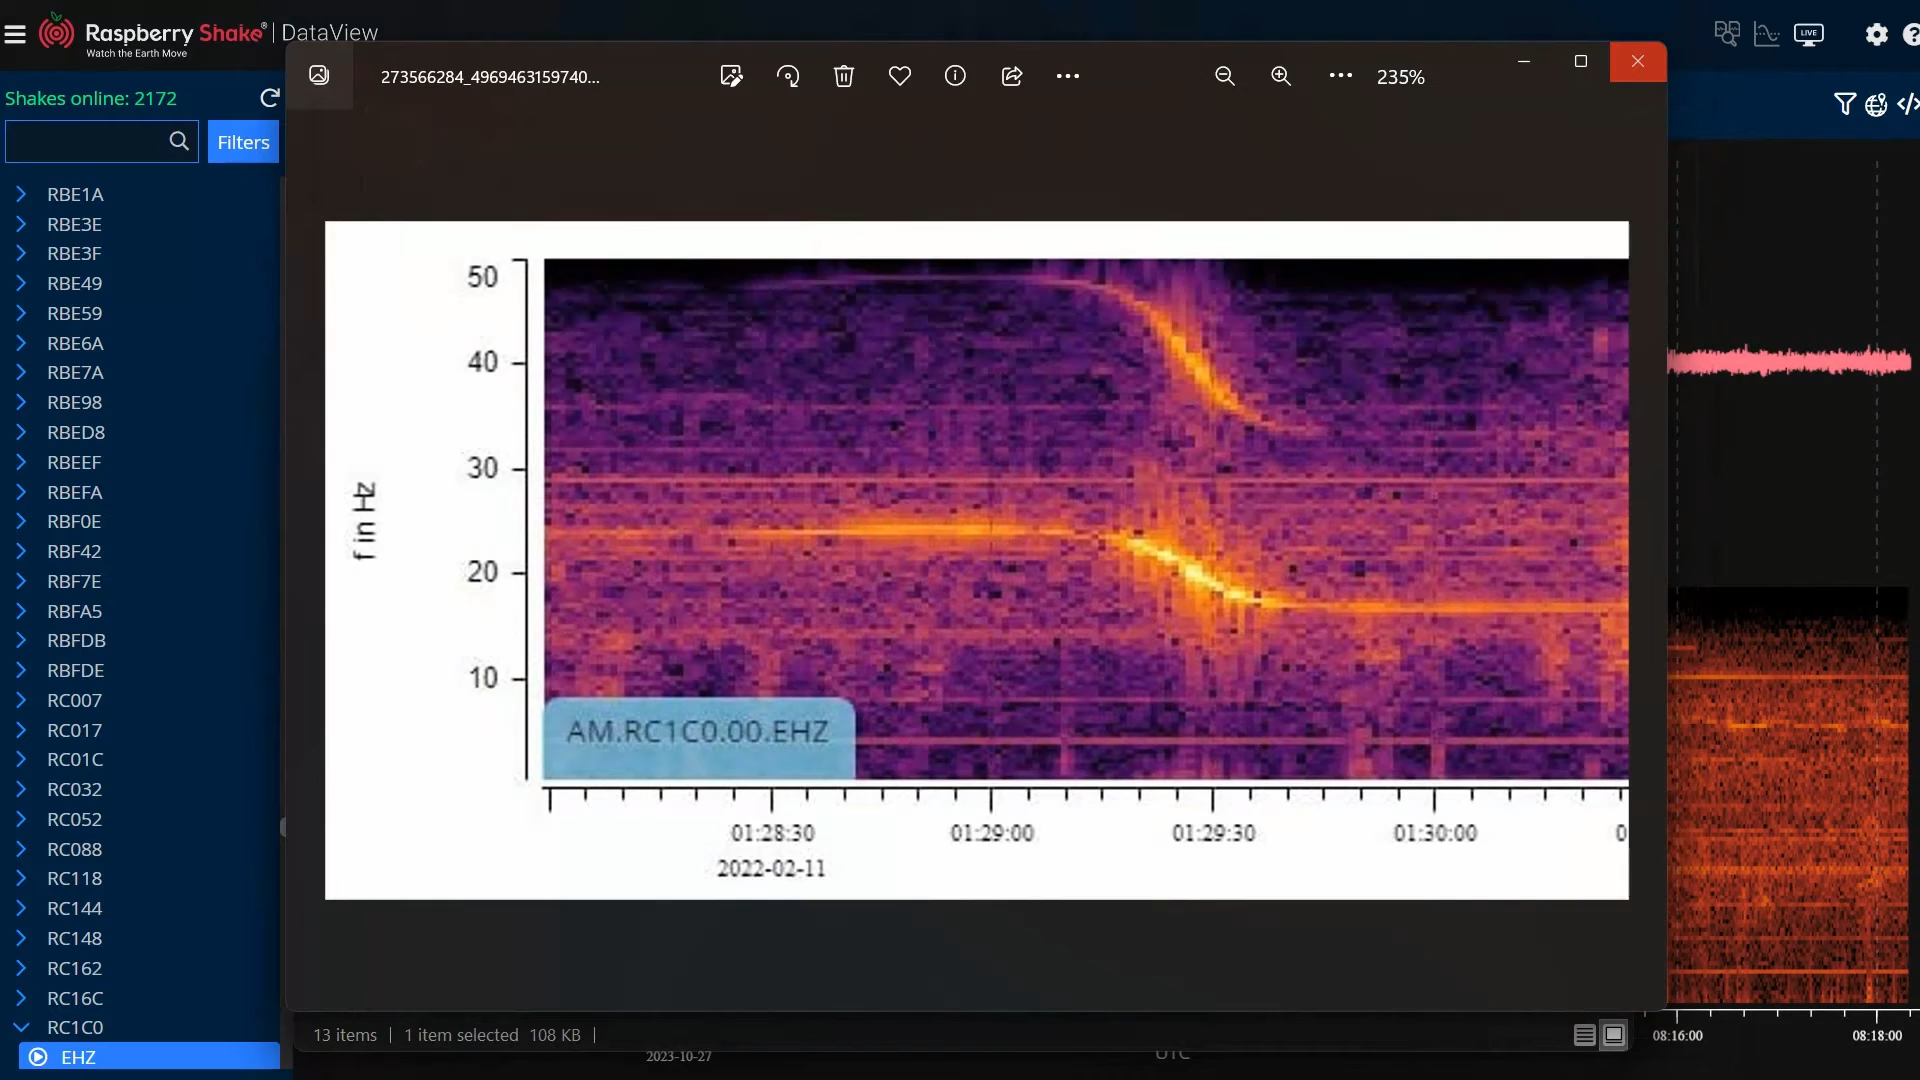 Raspberry Shake® | DataView
Watch the Earth Move
LIVE
Shakes online: 2172
Filters
RBE1A
RBE3E
RBE3F
RBE49
RBE59
RBE6A
RBE7A
RBE98
RBED8
RBEEF
RBEFA
RBF0E
RBF42
RBF7E
RBFA5
RBFDB
RBFDE
RC007
RC017
RC01C
RC032
RC052
RC088
RC118
RC144
RC148
RC162
RC16C
RC1C0
EHZ
273566284_4969463159740...
235%
f in Hz
50
40
30
20
10
AM.RC1C0.00.EHZ
01:28:30 01:29:00 01:29:30 01:30:00 0
2022-02-11
13 items | 1 item selected 108 KB |
2023-10-27
UTC
08:16:00 08:18:00